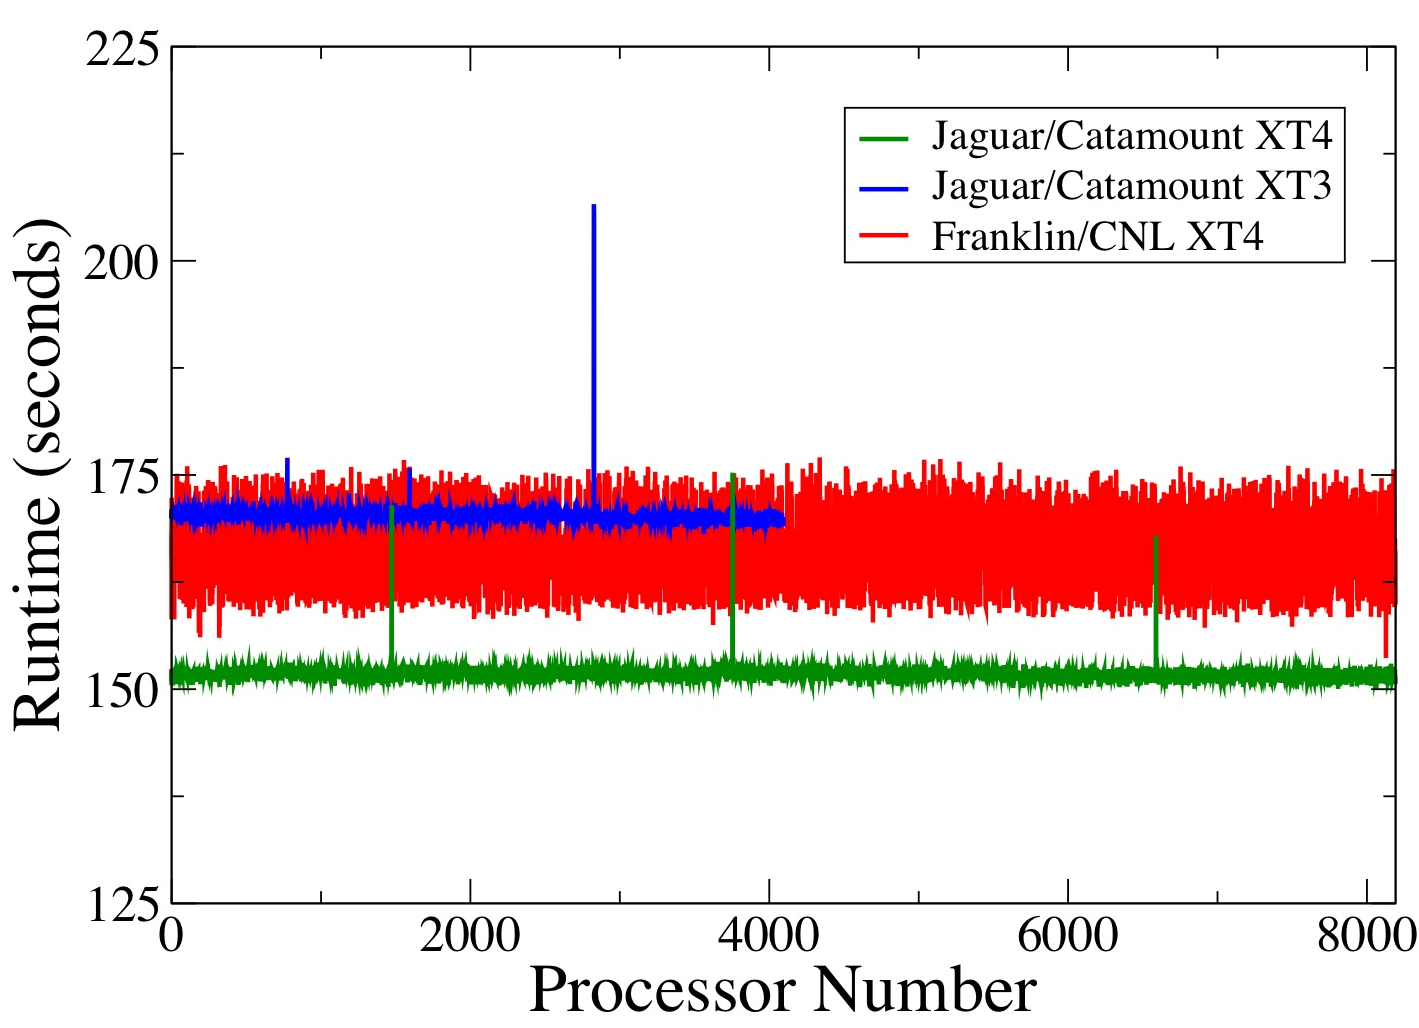 225
200
175
150
125
Runtime (seconds)
Jaguar/Catamount XT4
Jaguar/Catamount XT3
Franklin/CNL XT4
0 2000 4000 6000 8000
Processor Number